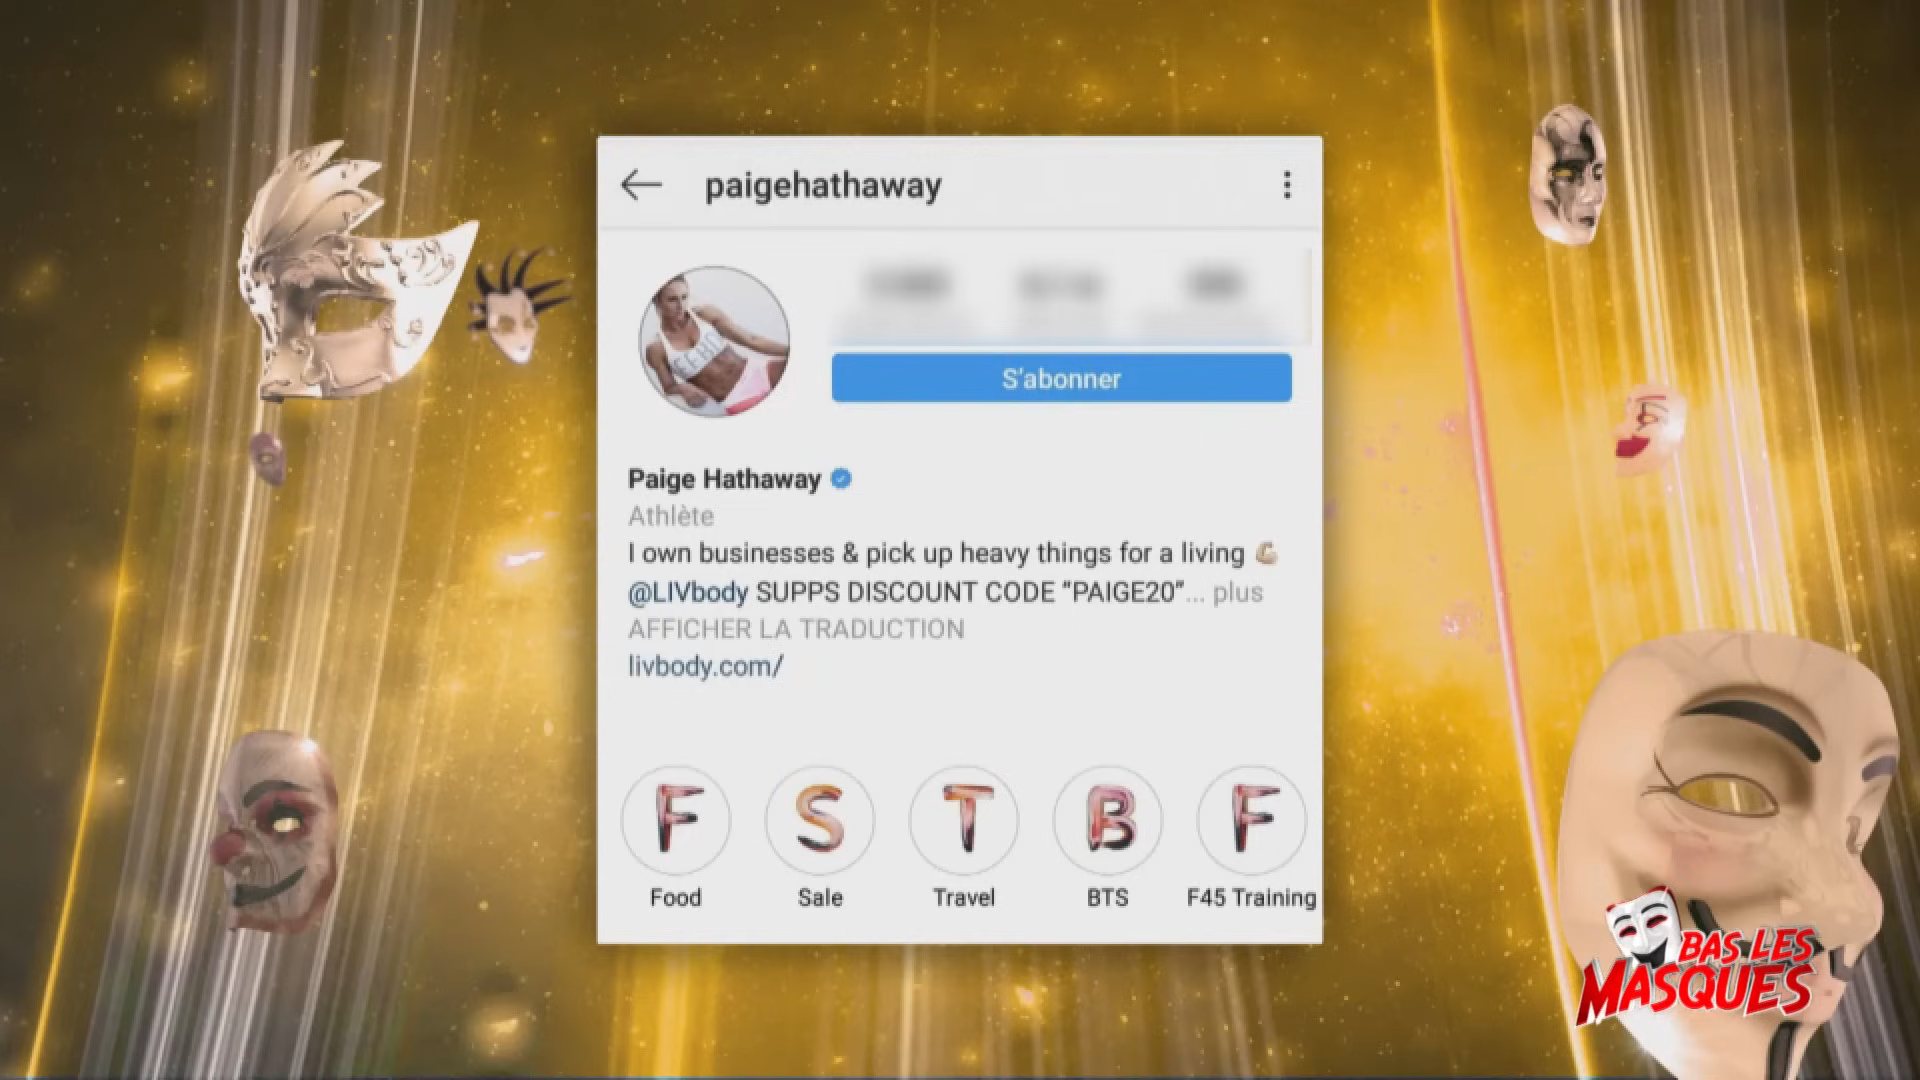 paigehathaway
S'abonner
Paige Hathaway
Athlète
I own businesses & pick up heavy things for a living
@LIVbody SUPPS DISCOUNT CODE “PAIGE20”... plus
AFFICHER LA TRADUCTION
livbody.com/
F S T B F
Food Sale Travel BTS F45 Training
BAS LES
MASQUES